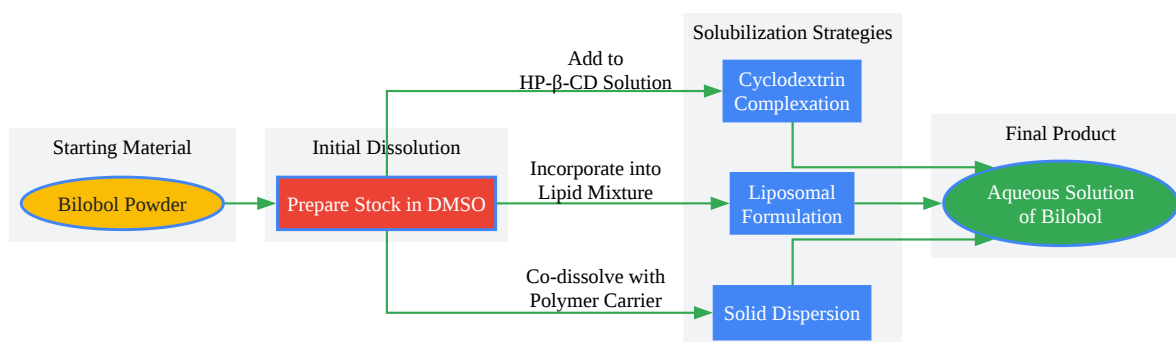 Starting Material
Bilobol Powder
Initial Dissolution
Prepare Stock in DMSO
Add to
HP-β-CD Solution
Incorporate into
Lipid Mixture
Co-dissolve with
Polymer Carrier
Solubilization Strategies
Cyclodextrin
Complexation
Liposomal
Formulation
Solid Dispersion
Final Product
Aqueous Solution
of Bilobol